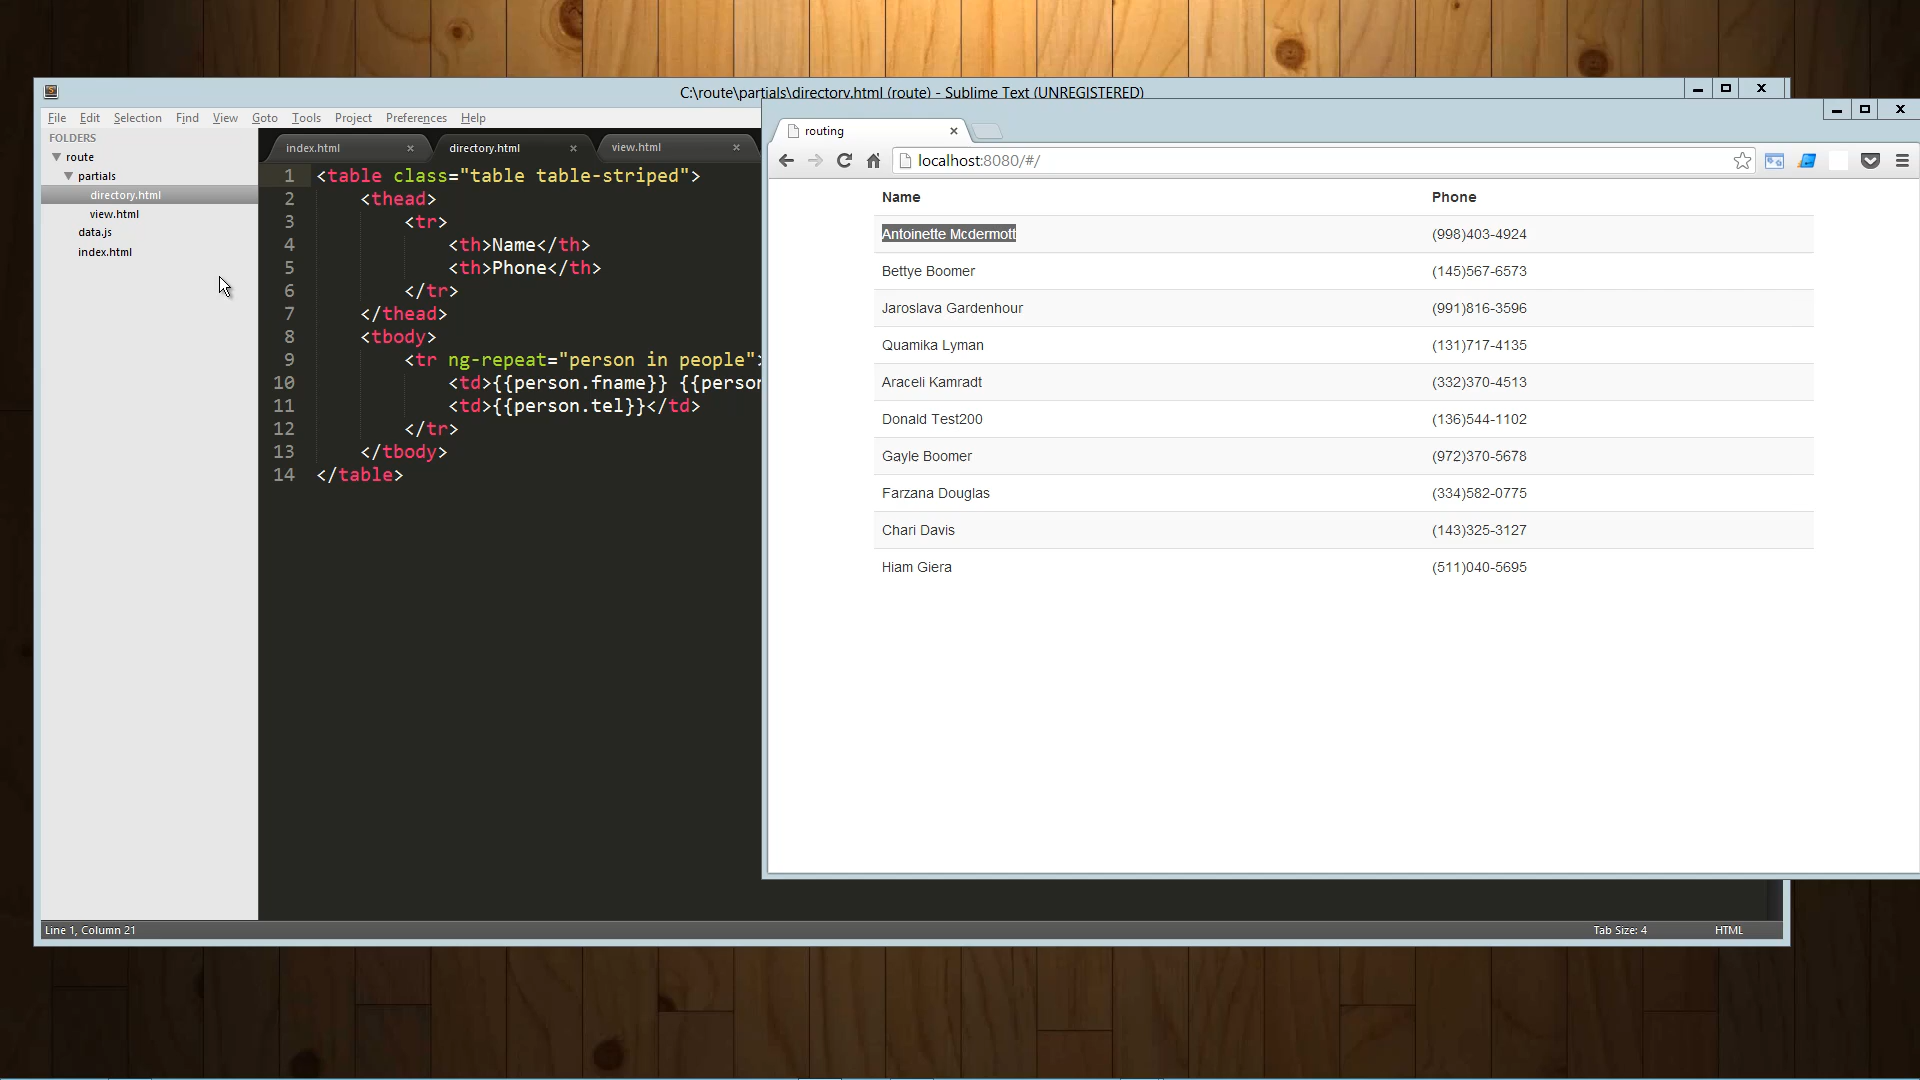 C:\route\partials\directory.html (route) - Sublime Text (UNREGISTERED)
File Edit Selection Find View Goto Tools Project Preferences Help
FOLDERS
route
partials
directory.html
view.html
data.js
index.html
index.html × directory.html × view.html ×
1 <table class="table table-striped">
2 <thead>
3 <tr>
4 <th>Name</th>
5 <th>Phone</th>
6 </tr>
7 </thead>
8 <tbody>
9 <tr ng-repeat="person in people">
10 <td>{{person.fname}} {{person
11 <td>{{person.tel}}</td>
12 </tr>
13 </tbody>
14 </table>
Line 1, Column 21
Tab Size: 4 HTML
routing
localhost:8080/#/
Name Phone
Antoinette Mcdermott (998)403-4924
Bettye Boomer (145)567-6573
Jaroslava Gardenhour (991)816-3596
Quamika Lyman (131)717-4135
Araceli Kamradt (332)370-4513
Donald Test200 (136)544-1102
Gayle Boomer (972)370-5678
Farzana Douglas (334)582-0775
Chari Davis (143)325-3127
Hiam Giera (511)040-5695